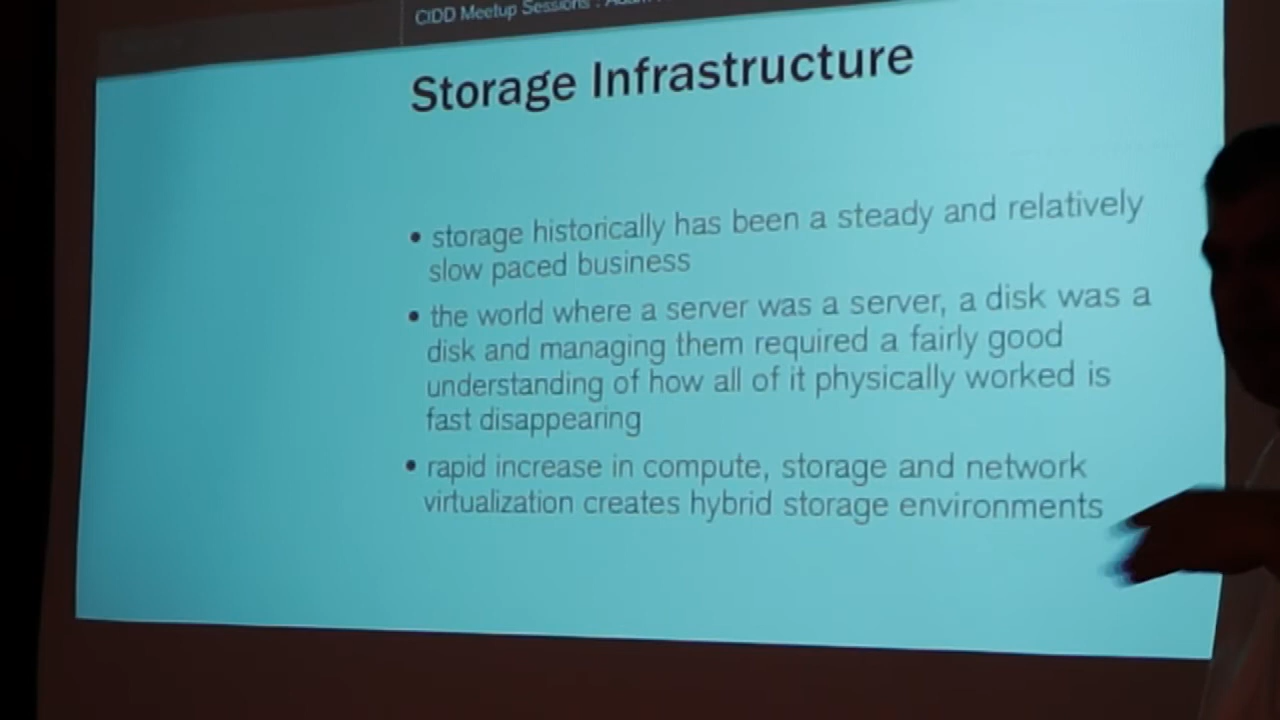 CIDD Meetup Sessions :
Storage Infrastructure
• storage historically has been a steady and relatively
slow paced business
• the world where a server was a server, a disk was a
disk and managing them required a fairly good
understanding of how all of it physically worked is
fast disappearing
• rapid increase in compute, storage and network
virtualization creates hybrid storage environments